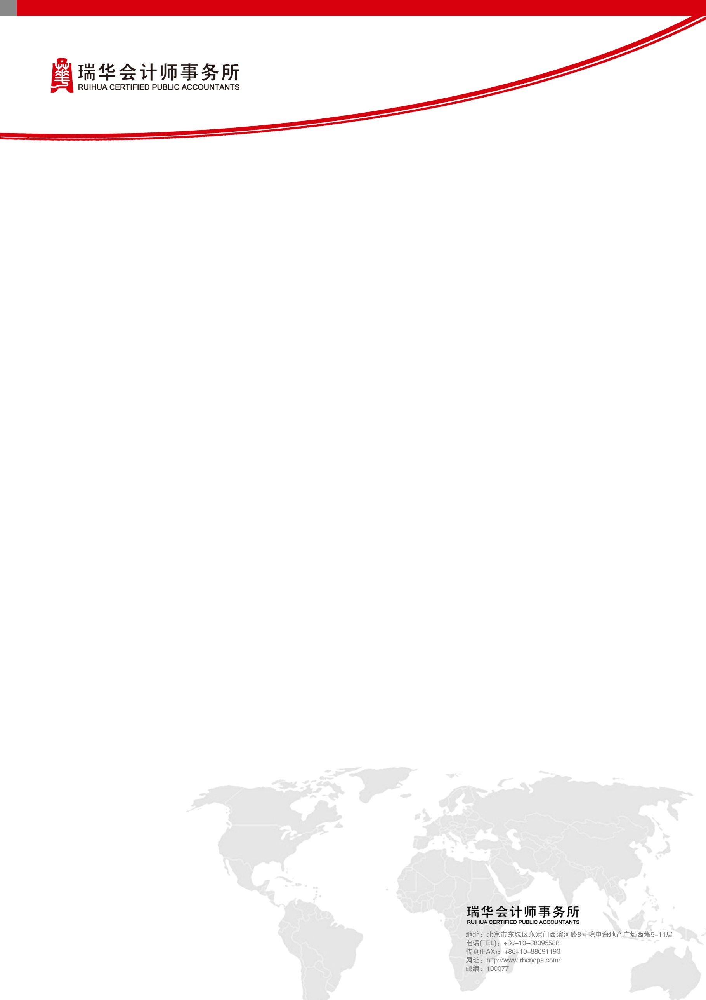 瑞华会计师事务所
RUIHUA CERTIFIED PUBLIC ACCOUNTANTS
瑞华会计师事务所
RUIHUA CERTIFIED PUBLIC ACCOUNTANTS
地址：北京市东城区永定门西滨河路8号院中海地产广场西塔5-11层
电话(TEL)：+86-10-88095588
传真(FAX)：+86-10-88091190
网址：http://www.rhcncpa.com/
邮编：100077